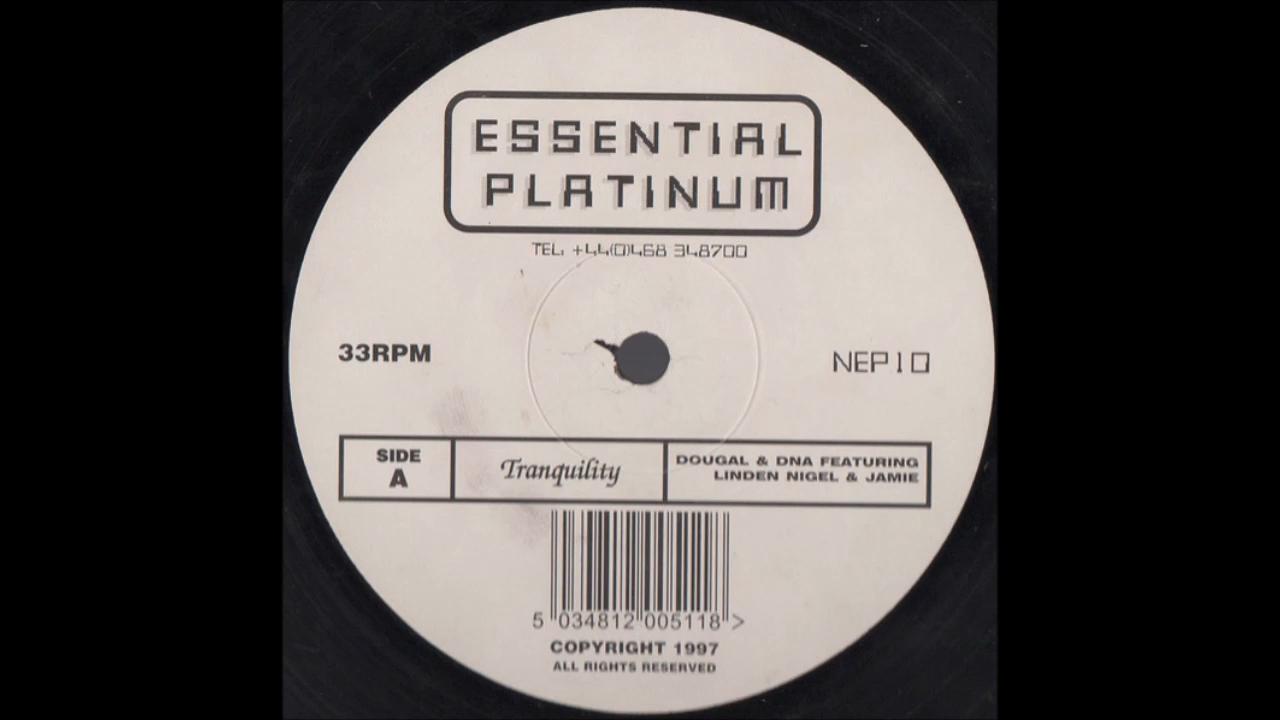 ESSENTIAL
PLATINUM
TEL: +44(0)468 348700
33RPM
NEP10
SIDE
A
Tranquility
DOUGAL & DNA FEATURING
LINDEN NIGEL & JAMIE
5 034812 005118 >
COPYRIGHT 1997
ALL RIGHTS RESERVED